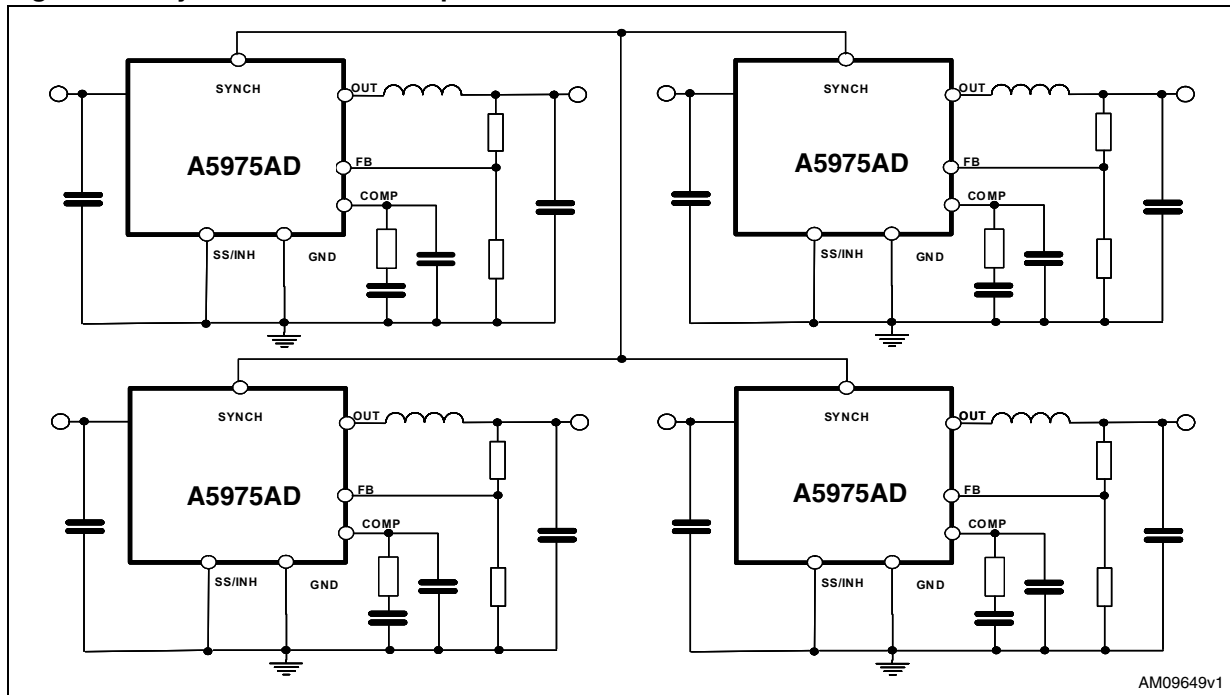 SYNCH
OUT
A5975AD
FB
COMP
SS/INH
GND
SYNCH
OUT
A5975AD
FB
COMP
SS/INH
GND
SYNCH
OUT
A5975AD
FB
COMP
SS/INH
GND
SYNCH
OUT
A5975AD
FB
COMP
SS/INH
GND
AM09649v1